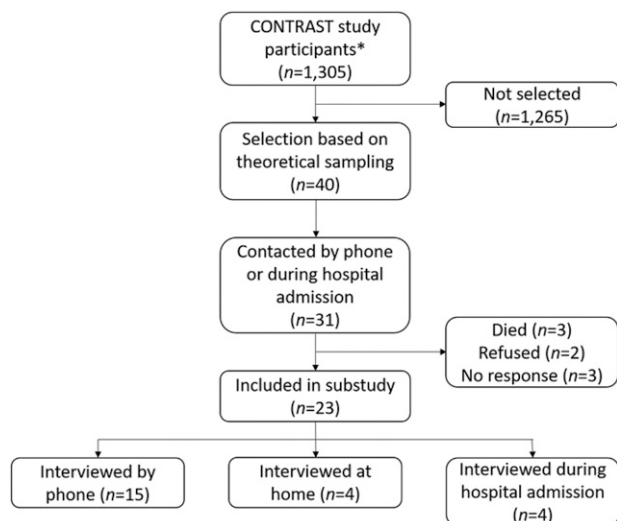 CONTRAST study
participants*
(n=1,305)
Not selected
(n=1,265)
Selection based on
theoretical sampling
(n=40)
Contacted by phone
or during hospital
admission
(n=31)
Died (n=3)
Refused (n=2)
No response (n=3)
Included in substudy
(n=23)
Interviewed by
phone (n=15)
Interviewed at
home (n=4)
Interviewed during
hospital admission
(n=4)